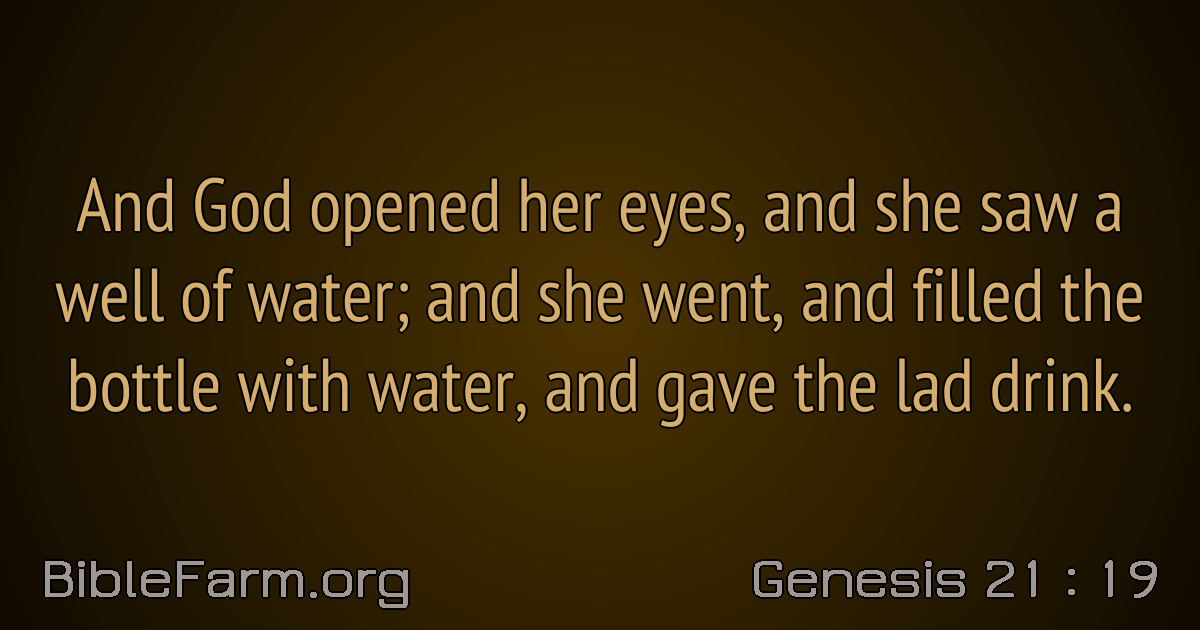 And God opened her eyes, and she saw a
well of water; and she went, and filled the
bottle with water, and gave the lad drink.
BibleFarm.org
Genesis 21 : 19